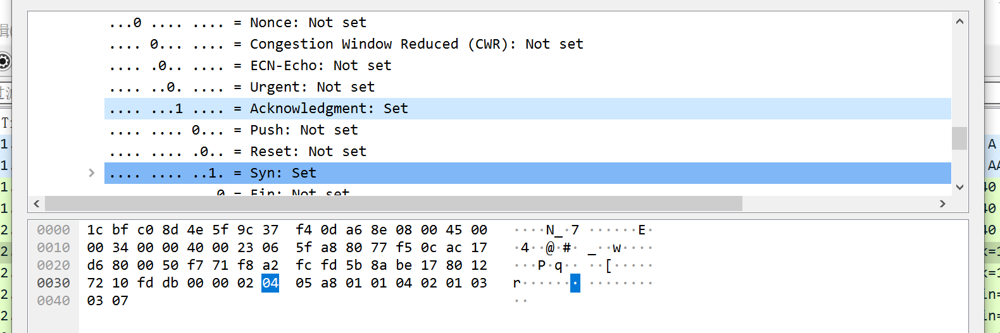 ...0 .... .... = Nonce: Not set
.... 0... .... = Congestion Window Reduced (CWR): Not set
.... .0.. .... = ECN-Echo: Not set
.... ..0. .... = Urgent: Not set
.... ...1 .... = Acknowledgment: Set
.... .... 0... = Push: Not set
.... .... .0.. = Reset: Not set
.... .... ..1. = Syn: Set
0 = Fin: Not set
0000 1c bf c0 8d 4e 5f 9c 37 f4 0d a6 8e 08 00 45 00 ····N_·7 ······E·
0010 00 34 00 00 40 00 23 06 5f a8 80 77 f5 0c ac 17 ·4··@·#· _··w····
0020 d6 80 00 50 f7 71 f8 a2 fc fd 5b 8a be 17 80 12 ···P·q·· ··[·····
0030 72 10 fd db 00 00 02 04 05 a8 01 01 04 02 01 03 r······· ········
0040 03 07 ··